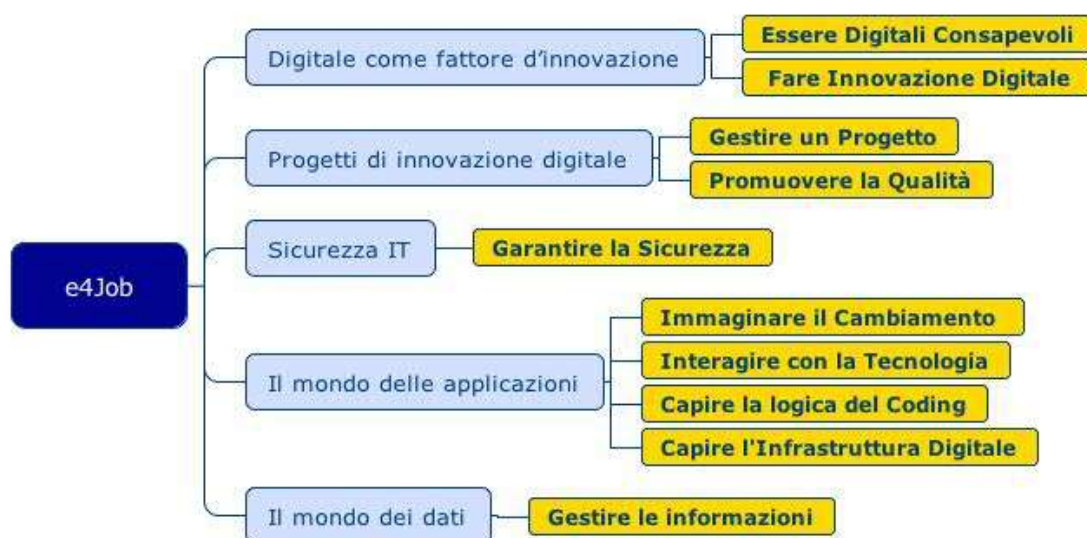 e4Job
Digitale come fattore d'innovazione
Essere Digitali Consapevoli
Fare Innovazione Digitale
Progetti di innovazione digitale
Gestire un Progetto
Promuovere la Qualità
Sicurezza IT
Garantire la Sicurezza
Il mondo delle applicazioni
Immaginare il Cambiamento
Interagire con la Tecnologia
Capire la logica del Coding
Capire l'Infrastruttura Digitale
Il mondo dei dati
Gestire le informazioni